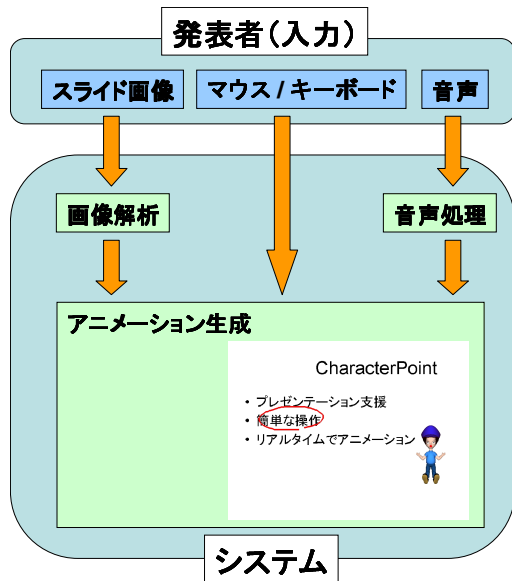 発表者（入力）
スライド画像
マウス / キーボード
音声
画像解析
音声処理
アニメーション生成
CharacterPoint
• プレゼンテーション支援
• 簡単な操作
• リアルタイムでアニメーション
システム